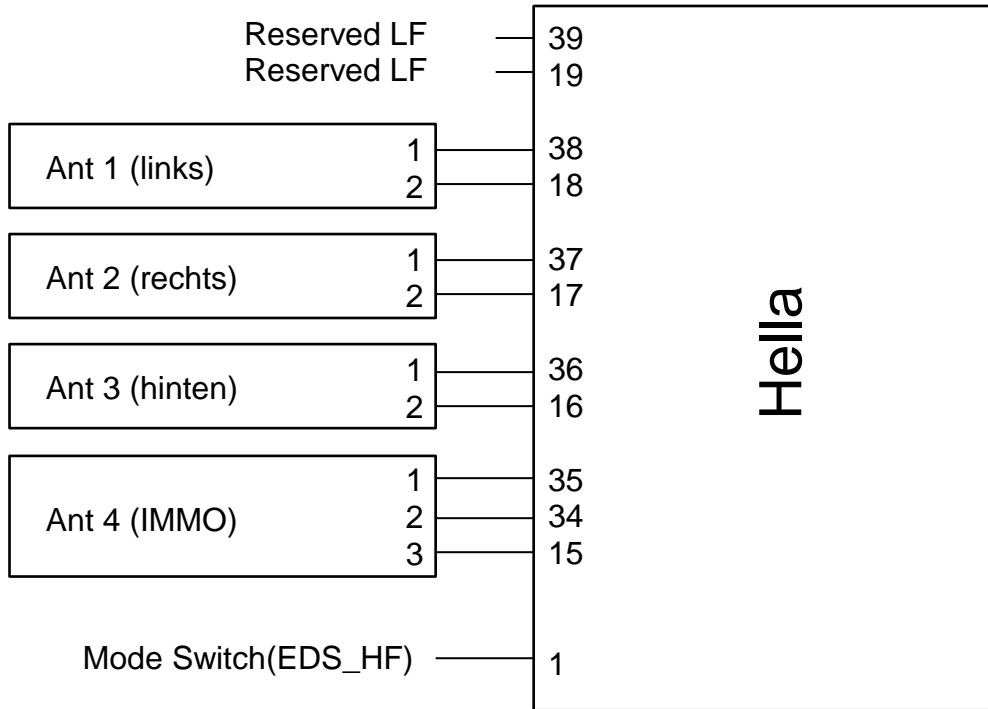 Reserved LF 39
Reserved LF 19
Ant 1 (links) 1 38
2 18
Ant 2 (rechts) 1 37
2 17
Ant 3 (hinten) 1 36
2 16
Ant 4 (IMMO) 1 35
2 34
3 15
Mode Switch(EDS_HF) 1
Hella